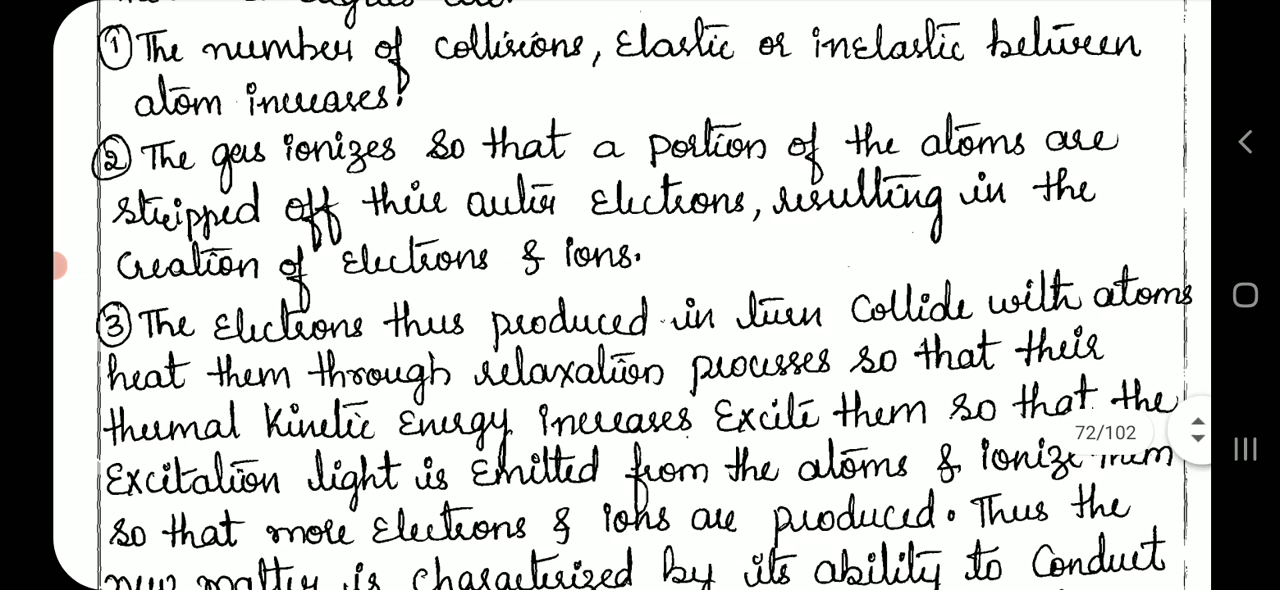 ① The number of collisions, Elastic or inElastic between
atom increases!
② The gas ionizes so that a portion of the atoms are
stripped off thier outer Electrons, resulting in the
Creation of Electrons & ions.
③ The Electrons thus produced in turn Collide with atoms
heat them through relaxation processes so that their
thermal Kinetic Energy increases Excite them so that the
72/102
Excitation light is Emitted from the atoms & ionize them
so that more Electrons & ions are produced. Thus the
new matter is characterized by its ability to Conduct